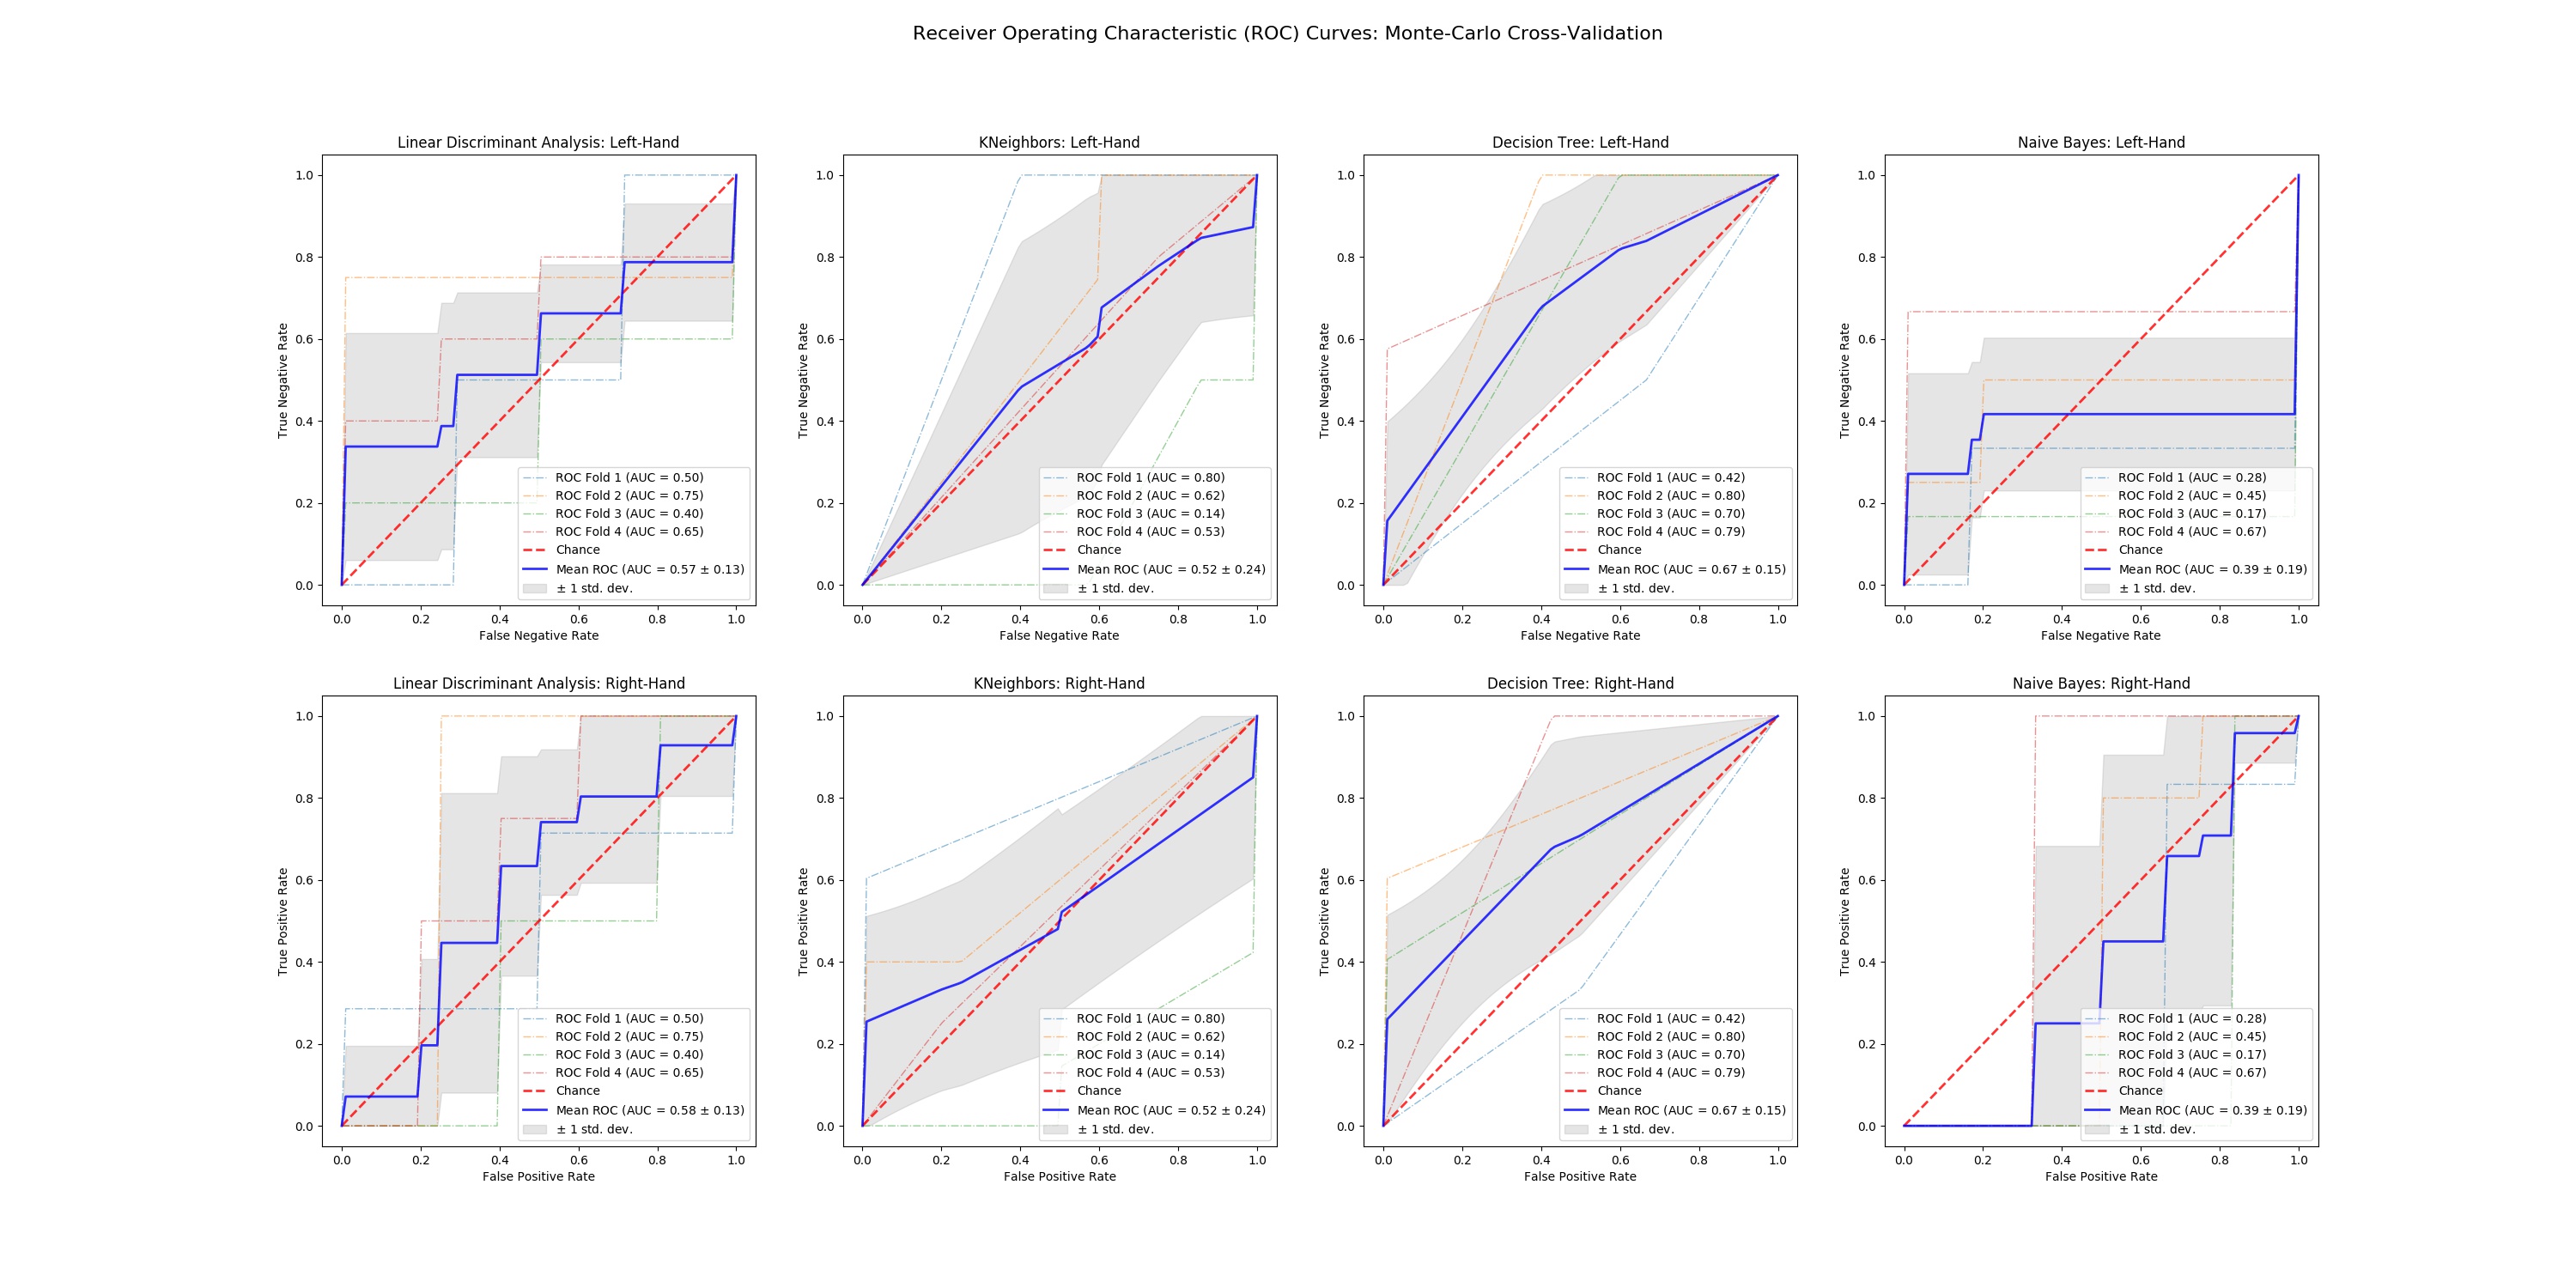 Receiver Operating Characteristic (ROC) Curves: Monte-Carlo Cross-Validation
Linear Discriminant Analysis: Left-Hand
True Negative Rate
1.0
0.8
0.6
0.4
0.2
0.0
ROC Fold 1 (AUC = 0.50)
ROC Fold 2 (AUC = 0.75)
ROC Fold 3 (AUC = 0.40)
ROC Fold 4 (AUC = 0.65)
Chance
Mean ROC (AUC = 0.57 ± 0.13)
± 1 std. dev.
0.0 0.2 0.4 0.6 0.8 1.0
False Negative Rate
KNeighbors: Left-Hand
True Negative Rate
1.0
0.8
0.6
0.4
0.2
0.0
ROC Fold 1 (AUC = 0.80)
ROC Fold 2 (AUC = 0.62)
ROC Fold 3 (AUC = 0.14)
ROC Fold 4 (AUC = 0.53)
Chance
Mean ROC (AUC = 0.52 ± 0.24)
± 1 std. dev.
0.0 0.2 0.4 0.6 0.8 1.0
False Negative Rate
Decision Tree: Left-Hand
True Negative Rate
1.0
0.8
0.6
0.4
0.2
0.0
ROC Fold 1 (AUC = 0.42)
ROC Fold 2 (AUC = 0.80)
ROC Fold 3 (AUC = 0.70)
ROC Fold 4 (AUC = 0.79)
Chance
Mean ROC (AUC = 0.67 ± 0.15)
± 1 std. dev.
0.0 0.2 0.4 0.6 0.8 1.0
False Negative Rate
Naive Bayes: Left-Hand
True Negative Rate
1.0
0.8
0.6
0.4
0.2
0.0
ROC Fold 1 (AUC = 0.28)
ROC Fold 2 (AUC = 0.45)
ROC Fold 3 (AUC = 0.17)
ROC Fold 4 (AUC = 0.67)
Chance
Mean ROC (AUC = 0.39 ± 0.19)
± 1 std. dev.
0.0 0.2 0.4 0.6 0.8 1.0
False Negative Rate
Linear Discriminant Analysis: Right-Hand
True Positive Rate
1.0
0.8
0.6
0.4
0.2
0.0
ROC Fold 1 (AUC = 0.50)
ROC Fold 2 (AUC = 0.75)
ROC Fold 3 (AUC = 0.40)
ROC Fold 4 (AUC = 0.65)
Chance
Mean ROC (AUC = 0.58 ± 0.13)
± 1 std. dev.
0.0 0.2 0.4 0.6 0.8 1.0
False Positive Rate
KNeighbors: Right-Hand
True Positive Rate
1.0
0.8
0.6
0.4
0.2
0.0
ROC Fold 1 (AUC = 0.80)
ROC Fold 2 (AUC = 0.62)
ROC Fold 3 (AUC = 0.14)
ROC Fold 4 (AUC = 0.53)
Chance
Mean ROC (AUC = 0.52 ± 0.24)
± 1 std. dev.
0.0 0.2 0.4 0.6 0.8 1.0
False Positive Rate
Decision Tree: Right-Hand
True Positive Rate
1.0
0.8
0.6
0.4
0.2
0.0
ROC Fold 1 (AUC = 0.42)
ROC Fold 2 (AUC = 0.80)
ROC Fold 3 (AUC = 0.70)
ROC Fold 4 (AUC = 0.79)
Chance
Mean ROC (AUC = 0.67 ± 0.15)
± 1 std. dev.
0.0 0.2 0.4 0.6 0.8 1.0
False Positive Rate
Naive Bayes: Right-Hand
True Positive Rate
1.0
0.8
0.6
0.4
0.2
0.0
ROC Fold 1 (AUC = 0.28)
ROC Fold 2 (AUC = 0.45)
ROC Fold 3 (AUC = 0.17)
ROC Fold 4 (AUC = 0.67)
Chance
Mean ROC (AUC = 0.39 ± 0.19)
± 1 std. dev.
0.0 0.2 0.4 0.6 0.8 1.0
False Positive Rate